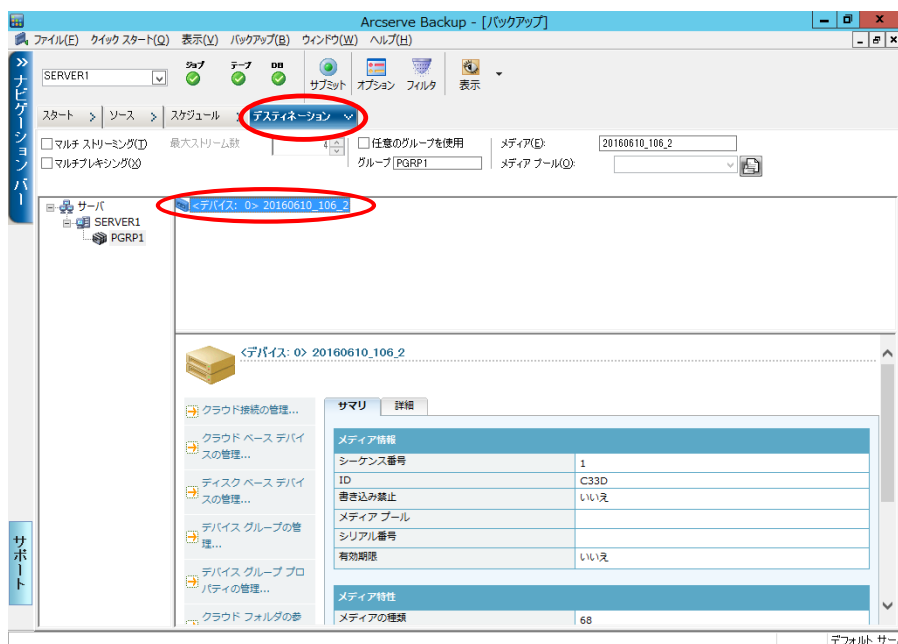 Arcserve Backup - [バックアップ]
ファイル(F) クイック スタート(Q) 表示(V) バックアップ(B) ウィンドウ(W) ヘルプ(H)
ナビゲーション バー
SERVER1
ジョブ テープ DB
サブミット オプション フィルタ 表示
スタート ソース スケジュール デスティネーション
マルチ ストリーミング(T) 最大ストリーム数 4 任意のグループを使用 メディア(E): 20160610_106_2
マルチプレキシング(X) グループ PGRP1 メディア プール(O):
サーバ
SERVER1
PGRP1
<デバイス: 0> 20160610_106_2
<デバイス: 0> 20160610_106_2
クラウド接続の管理...
クラウド ベース デバイスの管理...
ディスク ベース デバイスの管理...
デバイス グループの管理...
デバイス グループ プロパティの管理...
クラウド フォルダの参
サマリ 詳細
メディア情報
シーケンス番号 1
ID C33D
書き込み禁止 いいえ
メディア プール
シリアル番号
有効期限 いいえ
メディア特性
メディアの種類 68
サポート
デフォルト サー